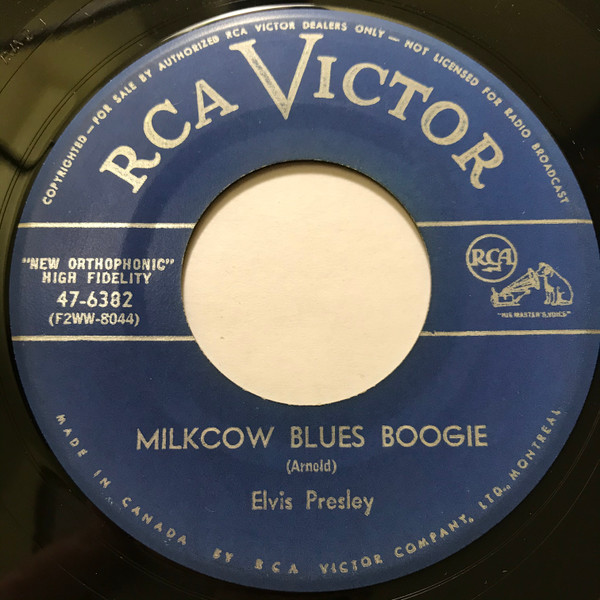 COPYRIGHTED — FOR SALE BY AUTHORIZED RCA VICTOR DEALERS ONLY — NOT LICENSED FOR RADIO BROADCAST
RCA VICTOR
"NEW ORTHOPHONIC"
HIGH FIDELITY
47-6382
(F2WW-8044)
RCA
"HIS MASTER'S VOICE"
MILKCOW BLUES BOOGIE
(Arnold)
Elvis Presley
MADE IN CANADA BY RCA VICTOR COMPANY, LTD., MONTREAL